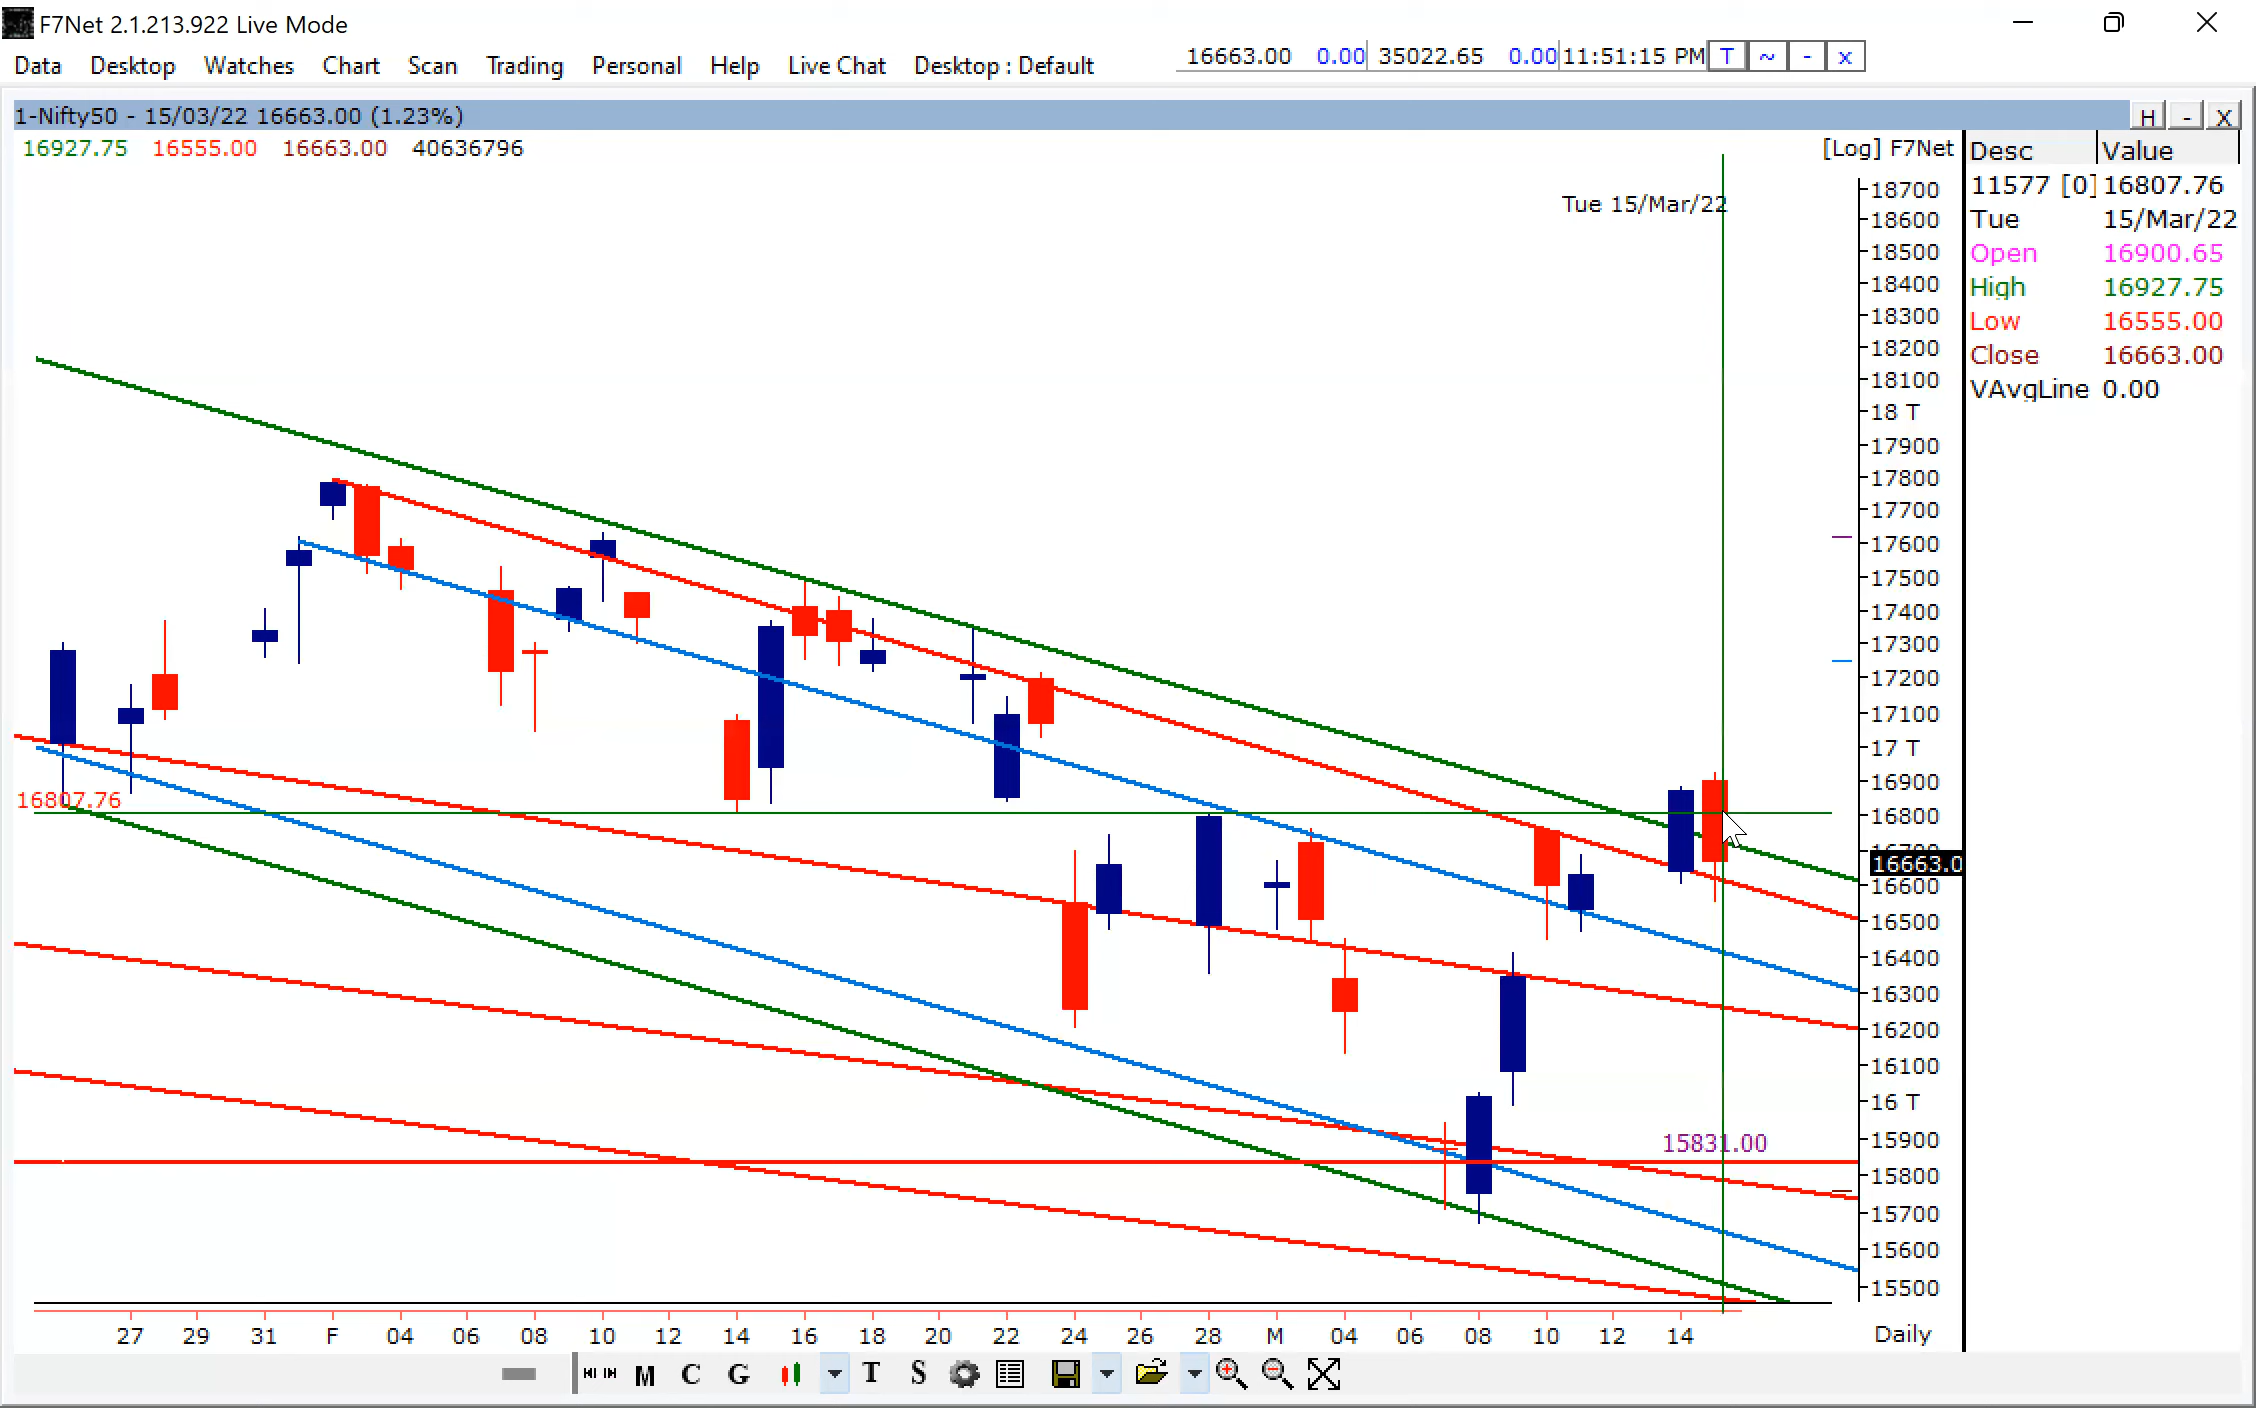 F7Net 2.1.213.922 Live Mode
Data Desktop Watches Chart Scan Trading Personal Help Live Chat Desktop : Default 16663.00 0.00 35022.65 0.00 11:51:15 PM T ~ - x
1-Nifty50 - 15/03/22 16663.00 (1.23%) H - X
16927.75 16555.00 16663.00 40636796 [Log] F7Net
Desc Value
11577 [0] 16807.76
Tue 15/Mar/22
Open 16900.65
High 16927.75
Low 16555.00
Close 16663.00
VAvgLine 0.00
Tue 15/Mar/22
18700
18600
18500
18400
18300
18200
18100
18 T
17900
17800
17700
17600
17500
17400
17300
17200
17100
17 T
16900
16807.76
16800
16700
16663.0
16600
16500
16400
16300
16200
16100
16 T
15900
15831.00
15800
15700
15600
15500
27 29 31 F 04 06 08 10 12 14 16 18 20 22 24 26 28 M 04 06 08 10 12 14 Daily
M C G T S